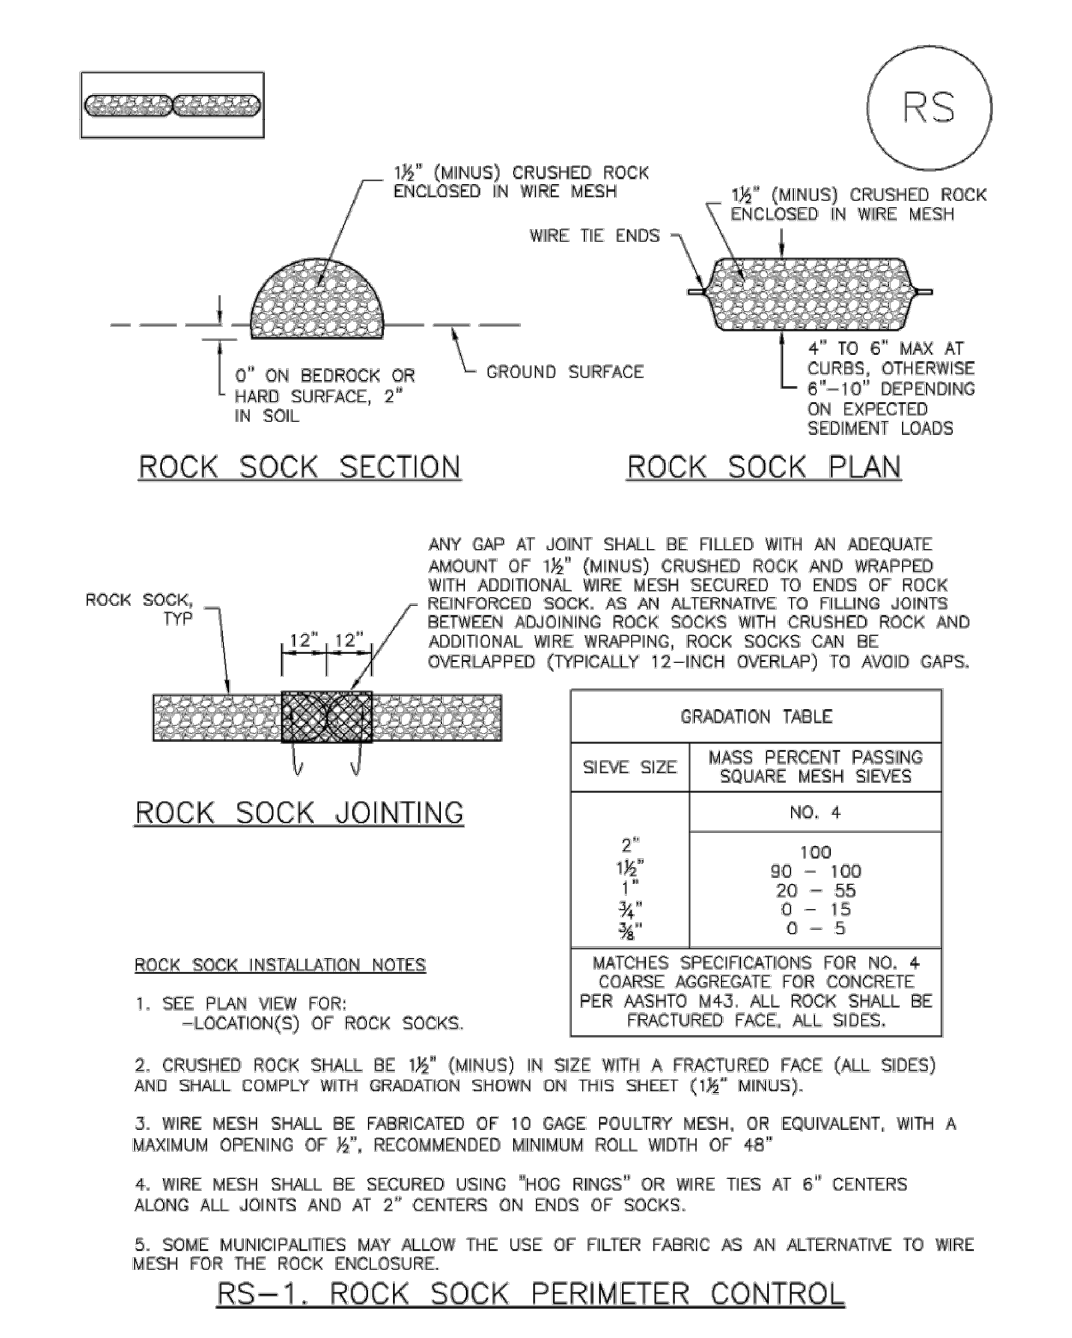 RS
1½" (MINUS) CRUSHED ROCK
ENCLOSED IN WIRE MESH
0" ON BEDROCK OR
HARD SURFACE, 2"
IN SOIL
GROUND SURFACE
ROCK SOCK SECTION
1½" (MINUS) CRUSHED ROCK
ENCLOSED IN WIRE MESH
WIRE TIE ENDS
4" TO 6" MAX AT
CURBS, OTHERWISE
6"-10" DEPENDING
ON EXPECTED
SEDIMENT LOADS
ROCK SOCK PLAN
ANY GAP AT JOINT SHALL BE FILLED WITH AN ADEQUATE
AMOUNT OF 1½" (MINUS) CRUSHED ROCK AND WRAPPED
WITH ADDITIONAL WIRE MESH SECURED TO ENDS OF ROCK
REINFORCED SOCK. AS AN ALTERNATIVE TO FILLING JOINTS
BETWEEN ADJOINING ROCK SOCKS WITH CRUSHED ROCK AND
ADDITIONAL WIRE WRAPPING, ROCK SOCKS CAN BE
OVERLAPPED (TYPICALLY 12-INCH OVERLAP) TO AVOID GAPS.
ROCK SOCK,
TYP
12" 12"
ROCK SOCK JOINTING
GRADATION TABLE
SIEVE SIZE
MASS PERCENT PASSING
SQUARE MESH SIEVES
NO. 4
2" 100
1½" 90 - 100
1" 20 - 55
¾" 0 - 15
⅜" 0 - 5
MATCHES SPECIFICATIONS FOR NO. 4
COARSE AGGREGATE FOR CONCRETE
PER AASHTO M43. ALL ROCK SHALL BE
FRACTURED FACE, ALL SIDES.
ROCK SOCK INSTALLATION NOTES
1. SEE PLAN VIEW FOR:
-LOCATION(S) OF ROCK SOCKS.
2. CRUSHED ROCK SHALL BE 1½" (MINUS) IN SIZE WITH A FRACTURED FACE (ALL SIDES)
AND SHALL COMPLY WITH GRADATION SHOWN ON THIS SHEET (1½" MINUS).
3. WIRE MESH SHALL BE FABRICATED OF 10 GAGE POULTRY MESH, OR EQUIVALENT, WITH A
MAXIMUM OPENING OF ½", RECOMMENDED MINIMUM ROLL WIDTH OF 48"
4. WIRE MESH SHALL BE SECURED USING "HOG RINGS" OR WIRE TIES AT 6" CENTERS
ALONG ALL JOINTS AND AT 2" CENTERS ON ENDS OF SOCKS.
5. SOME MUNICIPALITIES MAY ALLOW THE USE OF FILTER FABRIC AS AN ALTERNATIVE TO WIRE
MESH FOR THE ROCK ENCLOSURE.
RS-1. ROCK SOCK PERIMETER CONTROL